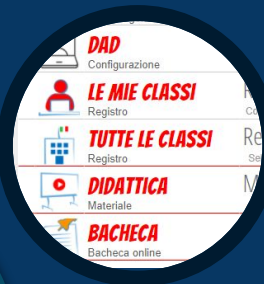 DAD
Configurazione
LE MIE CLASSI
Registro
TUTTE LE CLASSI
Registro
DIDATTICA
Materiale
BACHECA
Bacheca online